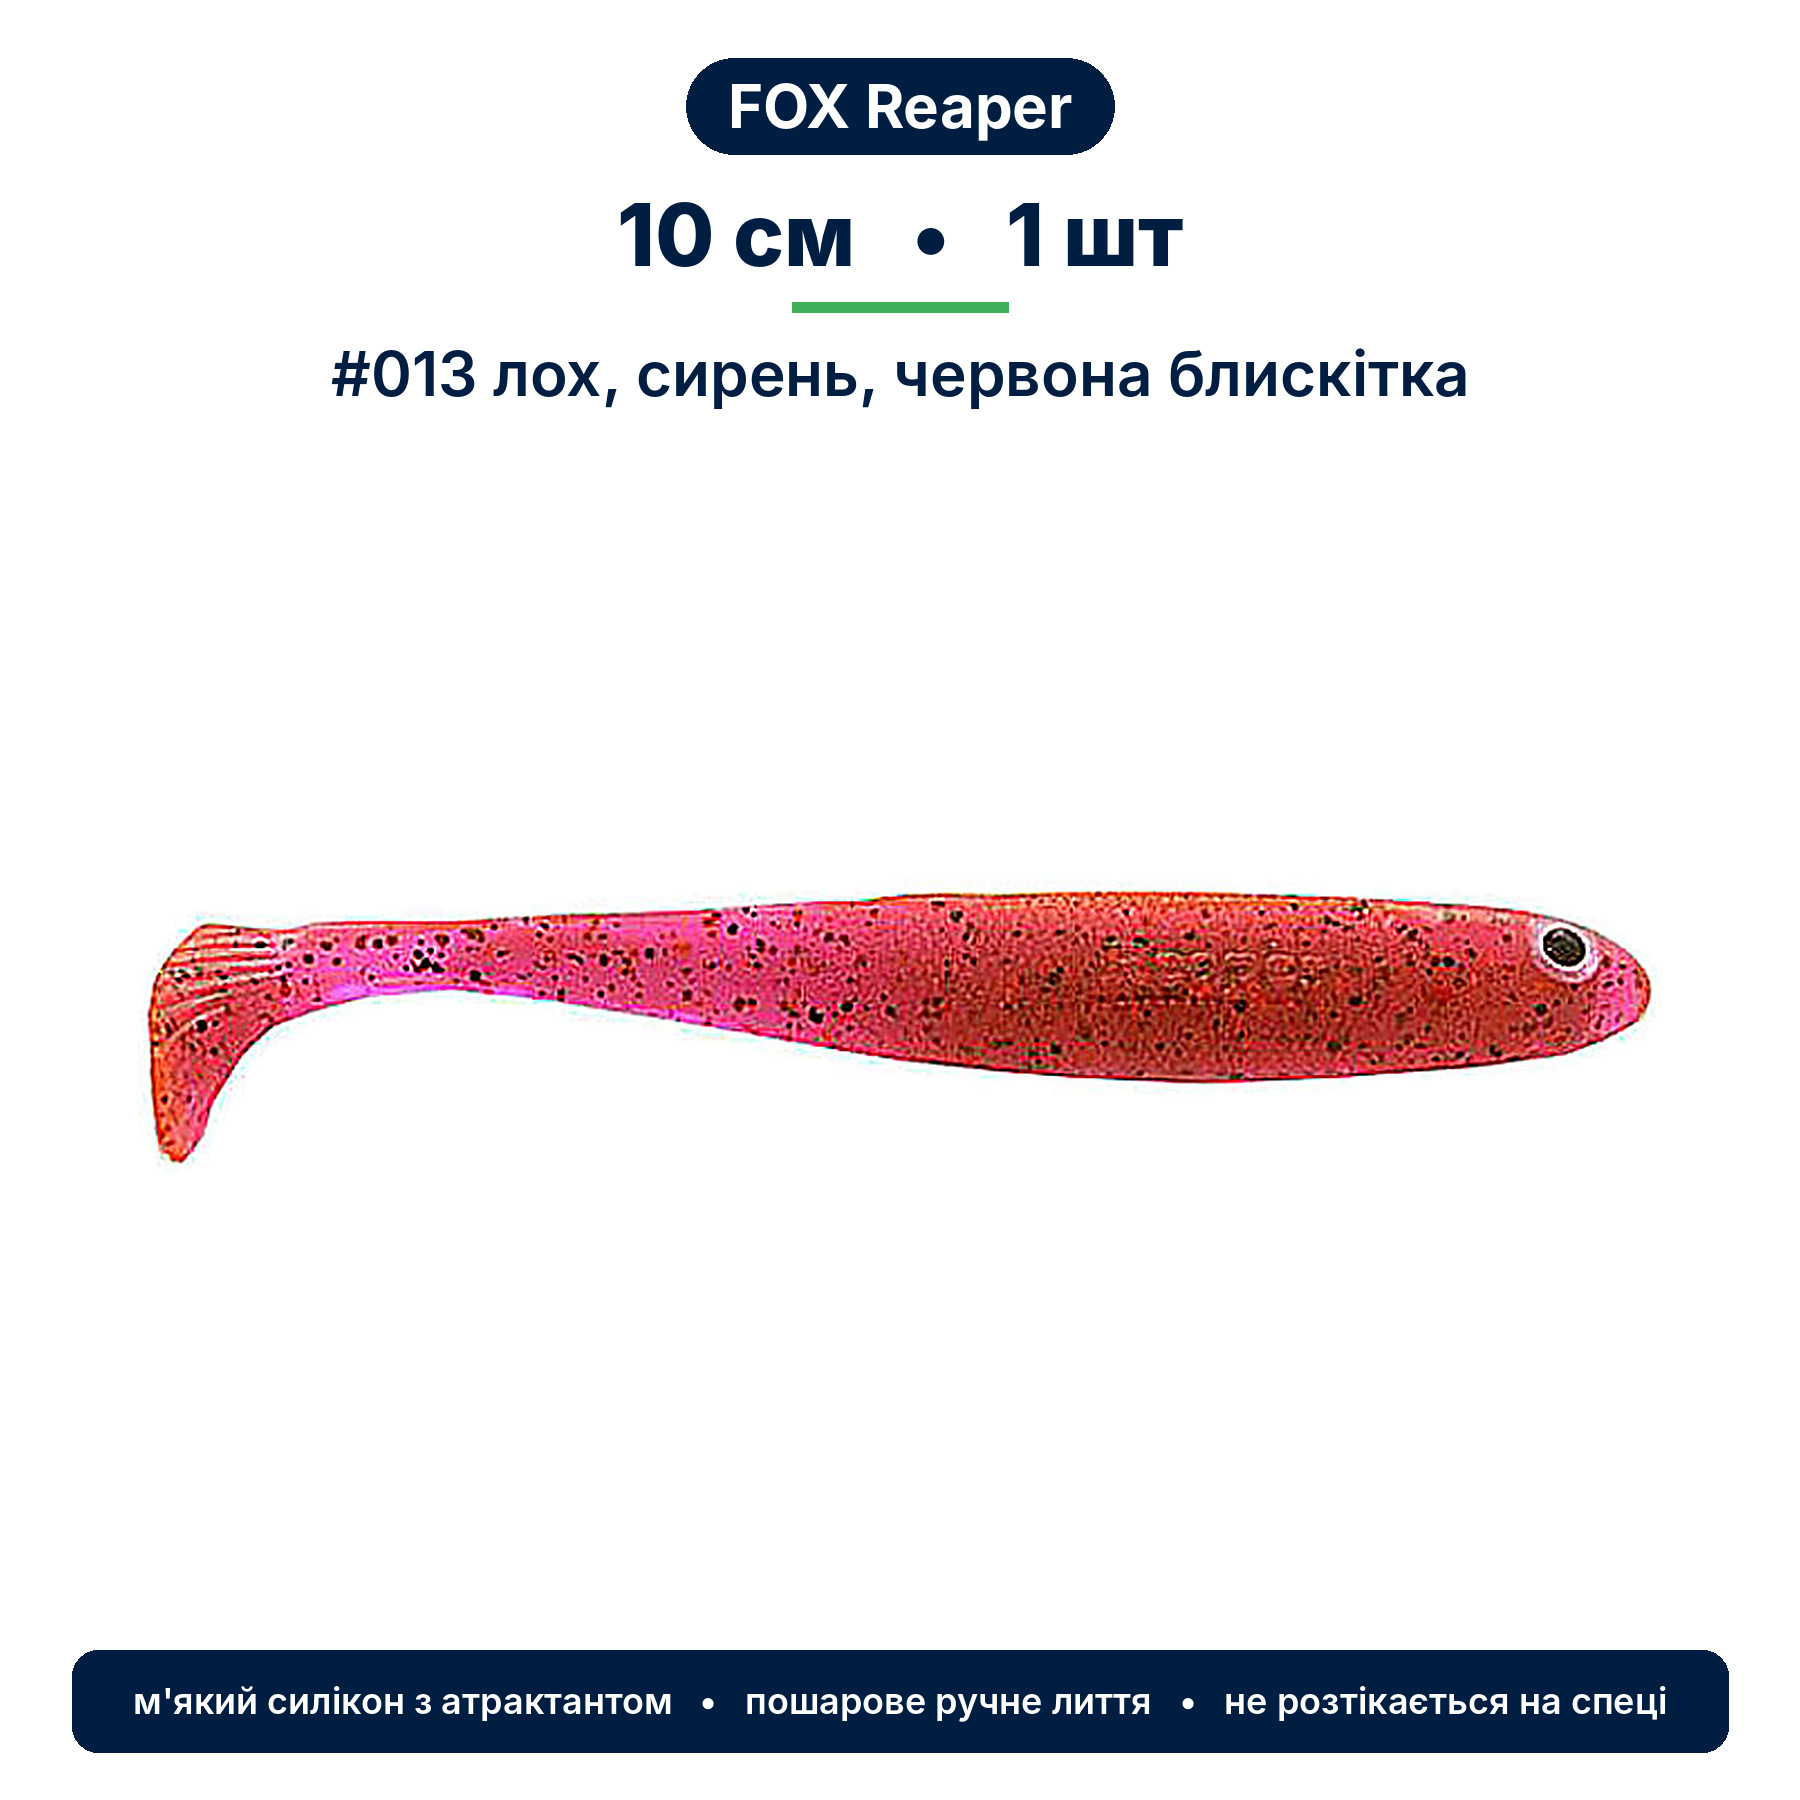 FOX Reaper
10 см • 1 шт
#013 лох, сирень, червона блискітка
м'який силікон з атрактантом • пошарове ручне лиття • не розтікається на спеці